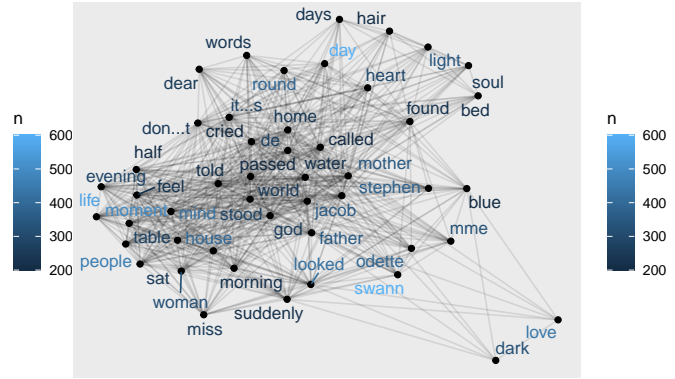 days
hair
words
day
light
dear
round
heart
soul
bed
n
n
600
500
400
300
200
600
500
400
300
200
it...s
found
don...t
cried
home
de
called
half
told
passed
water
mother
evening
feel
world
stephen
blue
life
moment
mind
stood
jacob
table
house
god
father
mme
people
sat
morning
looked
odette
woman
swann
suddenly
miss
love
dark